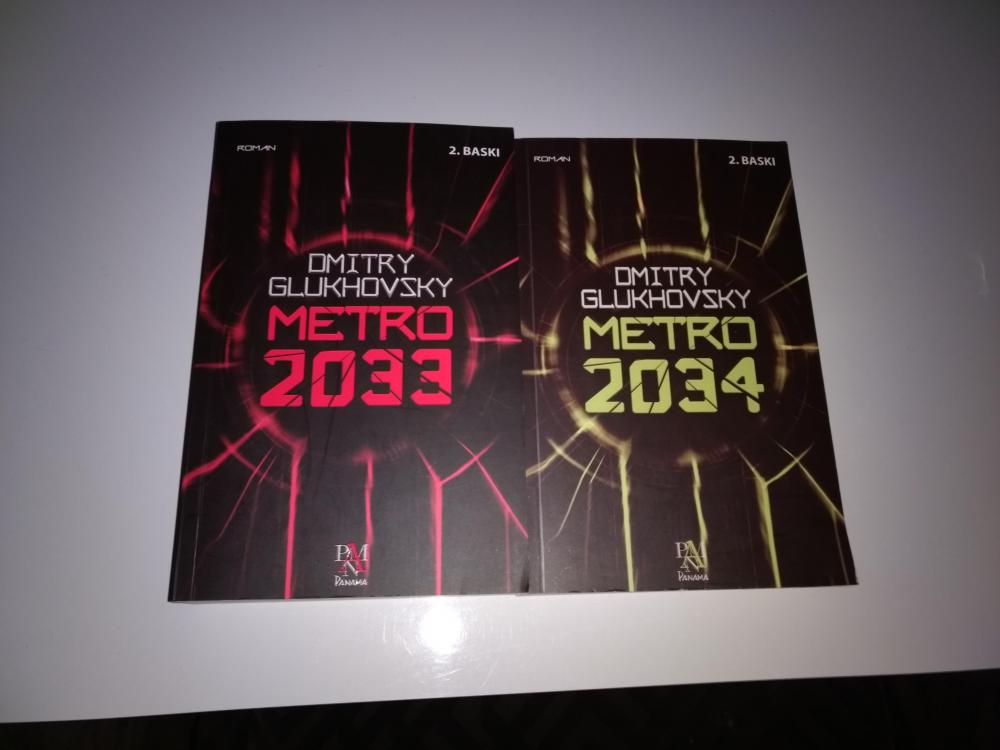 ROMAN
2. BASKI
DMITRY
GLUKHOVSKY
METRO
2033
PANAMA
ROMAN
2. BASKI
DMITRY
GLUKHOVSKY
METRO
2034
PANAMA